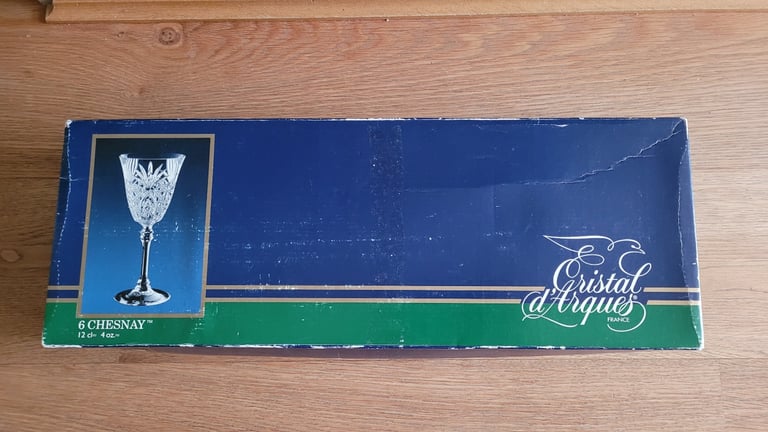 6 CHESNAY™
12 cl℮ 4 oz.℮
Cristal
d'Arques
FRANCE